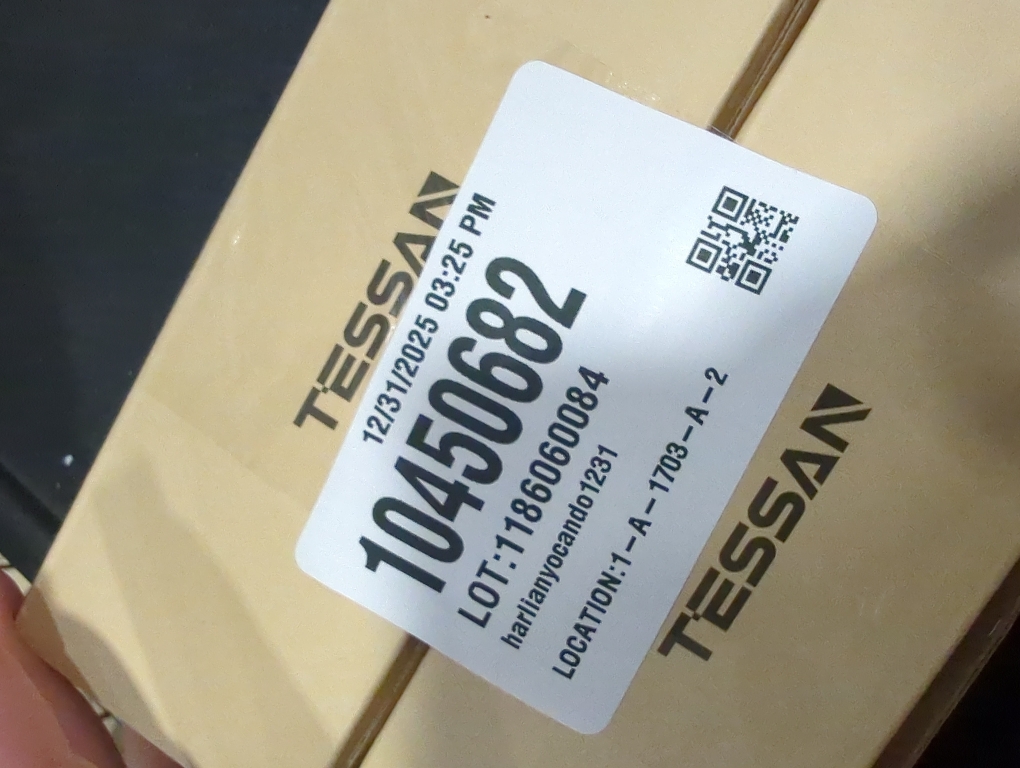 TESSAN
12/31/2025 03:25 PM
10450682
LOT:1186060084
harlianyocando1231
LOCATION:1-A-1703-A-2
TESSAN